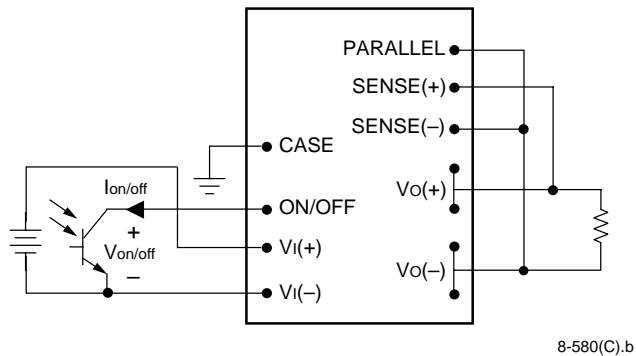 PARALLEL
SENSE(+)
SENSE(–)
CASE
VO(+)
Ion/off
ON/OFF
+
Von/off
VI(+)
–
VO(–)
VI(–)
8-580(C).b